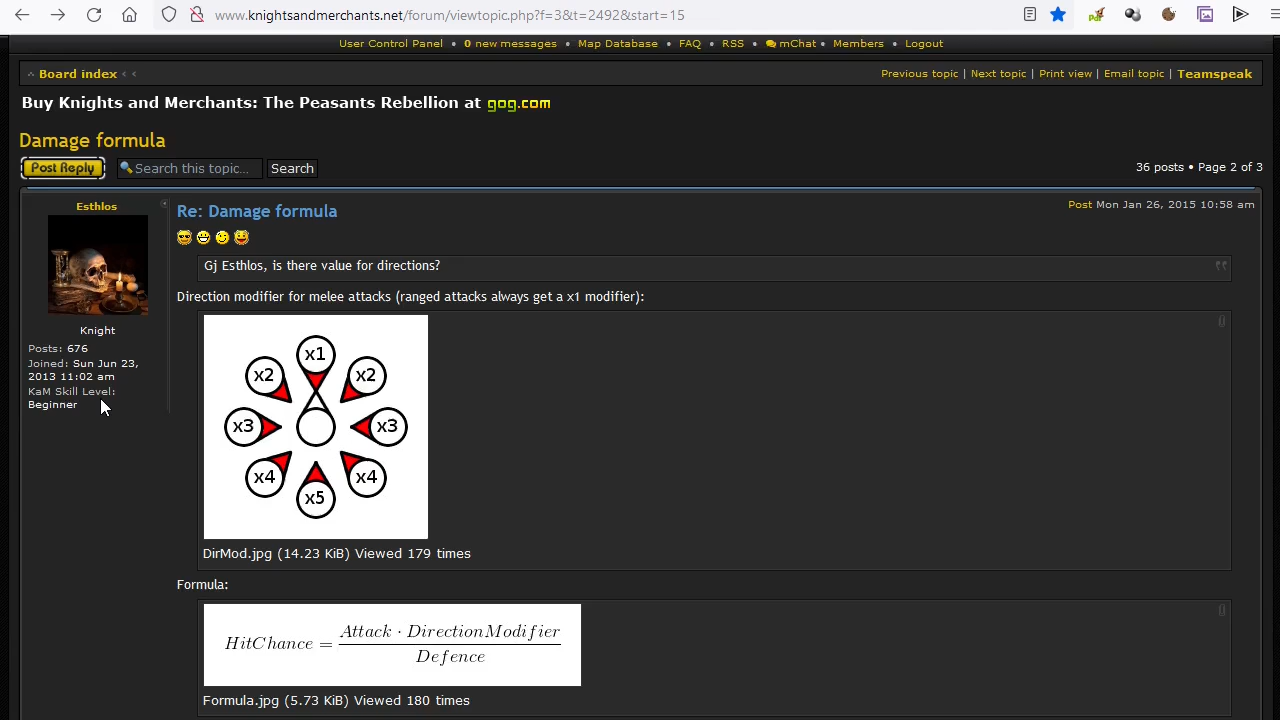 www.knightsandmerchants.net/forum/viewtopic.php?f=3&t=2492&start=15
User Control Panel • 0 new messages • Map Database • FAQ • RSS • mChat • Members • Logout
Board index ‹ ‹
Previous topic | Next topic | Print view | Email topic | Teamspeak
Buy Knights and Merchants: The Peasants Rebellion at gog.com
Damage formula
Post Reply
Search this topic...
Search
36 posts • Page 2 of 3
Esthlos
Knight
Posts: 676
Joined: Sun Jun 23,
2013 11:02 am
KaM Skill Level:
Beginner
Re: Damage formula
Post Mon Jan 26, 2015 10:58 am
Gj Esthlos, is there value for directions?
Direction modifier for melee attacks (ranged attacks always get a x1 modifier):
x1
x2 x2
x3 x3
x4 x4
x5
DirMod.jpg (14.23 KiB) Viewed 179 times
Formula:
HitChance = Attack · DirectionModifier
Defence
Formula.jpg (5.73 KiB) Viewed 180 times